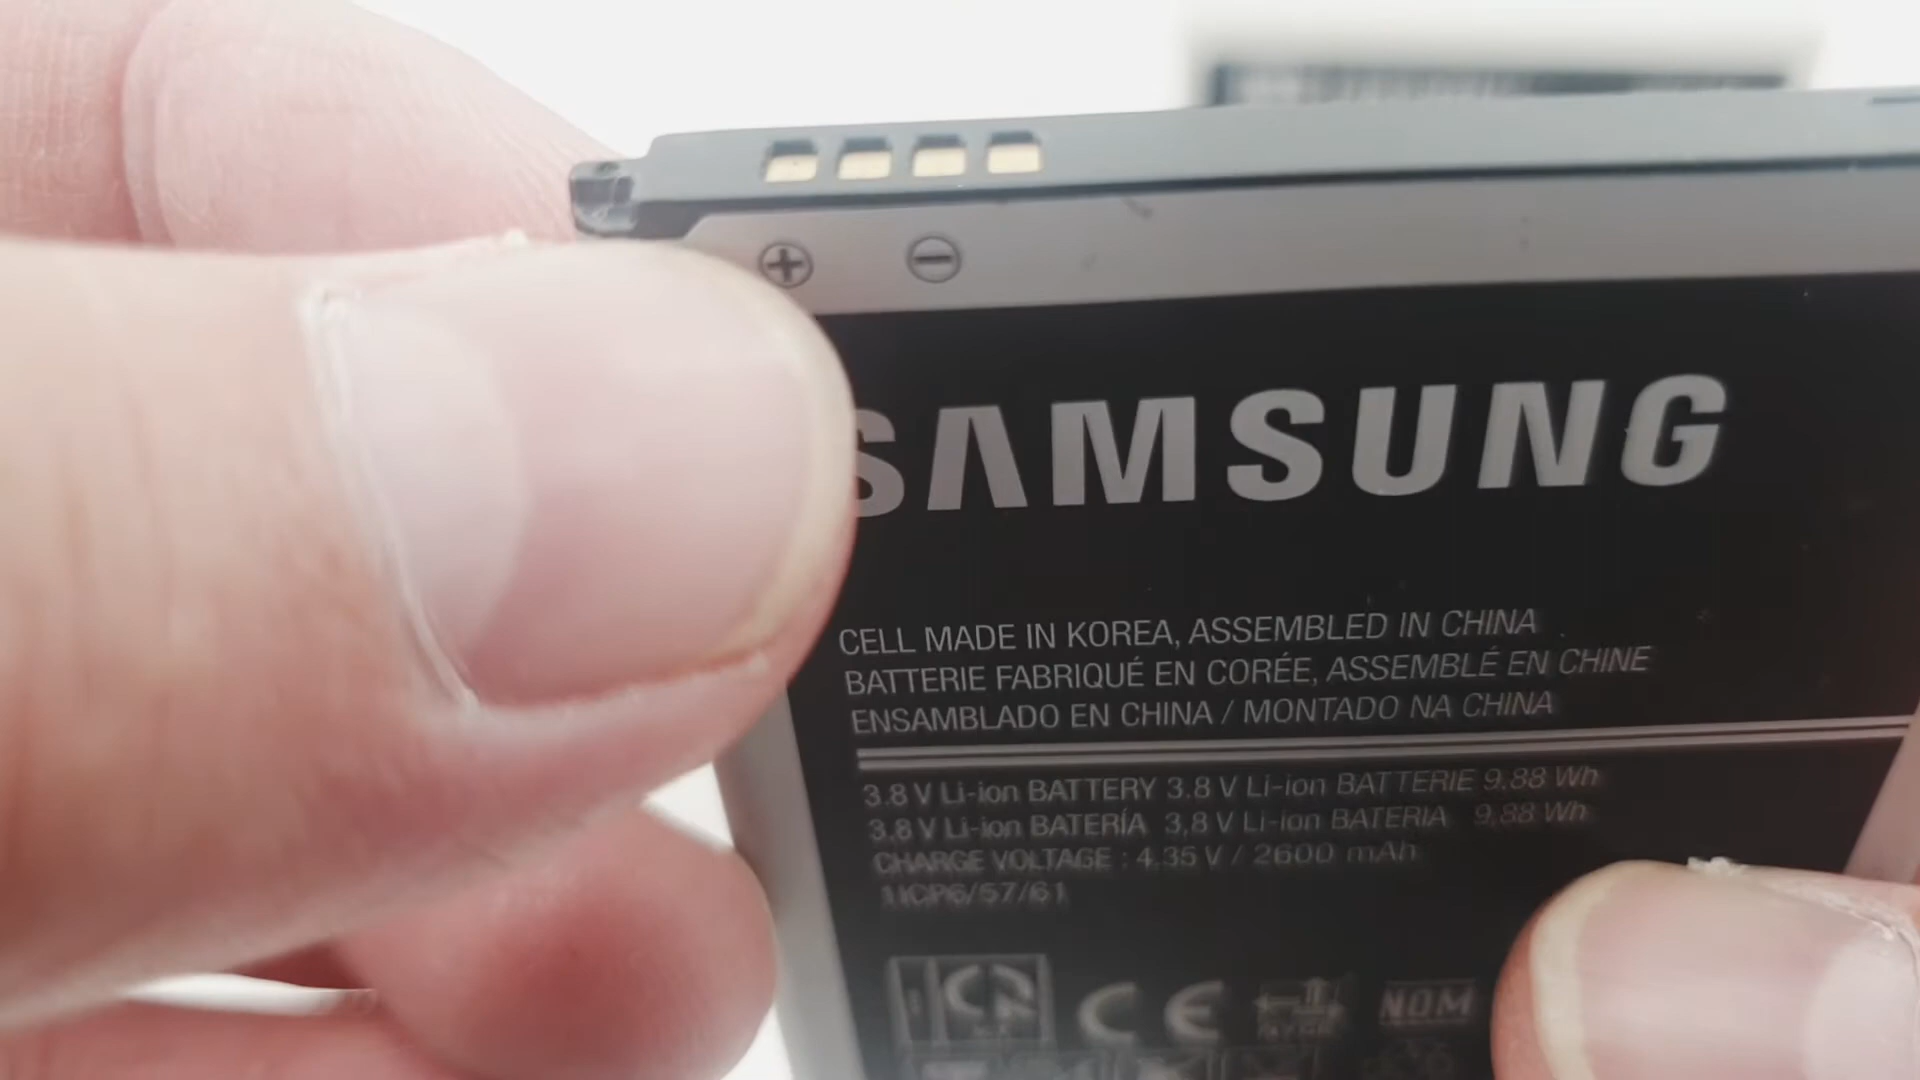 + −
SAMSUNG
CELL MADE IN KOREA, ASSEMBLED IN CHINA
BATTERIE FABRIQUÉ EN CORÉE, ASSEMBLÉ EN CHINE
ENSAMBLADO EN CHINA / MONTADO NA CHINA
3.8 V Li-ion BATTERY 3.8 V Li-ion BATTERIE 9.88 Wh
3.8 V Li-ion BATERÍA 3,8 V Li-ion BATERIA 9,88 Wh
CHARGE VOLTAGE : 4.35 V / 2600 mAh
1ICP6/57/61
CE NOM